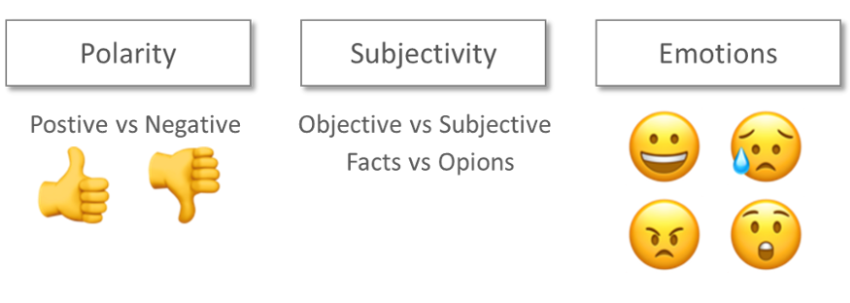 Polarity
Subjectivity
Emotions
Postive vs Negative
Objective vs Subjective
Facts vs Opions